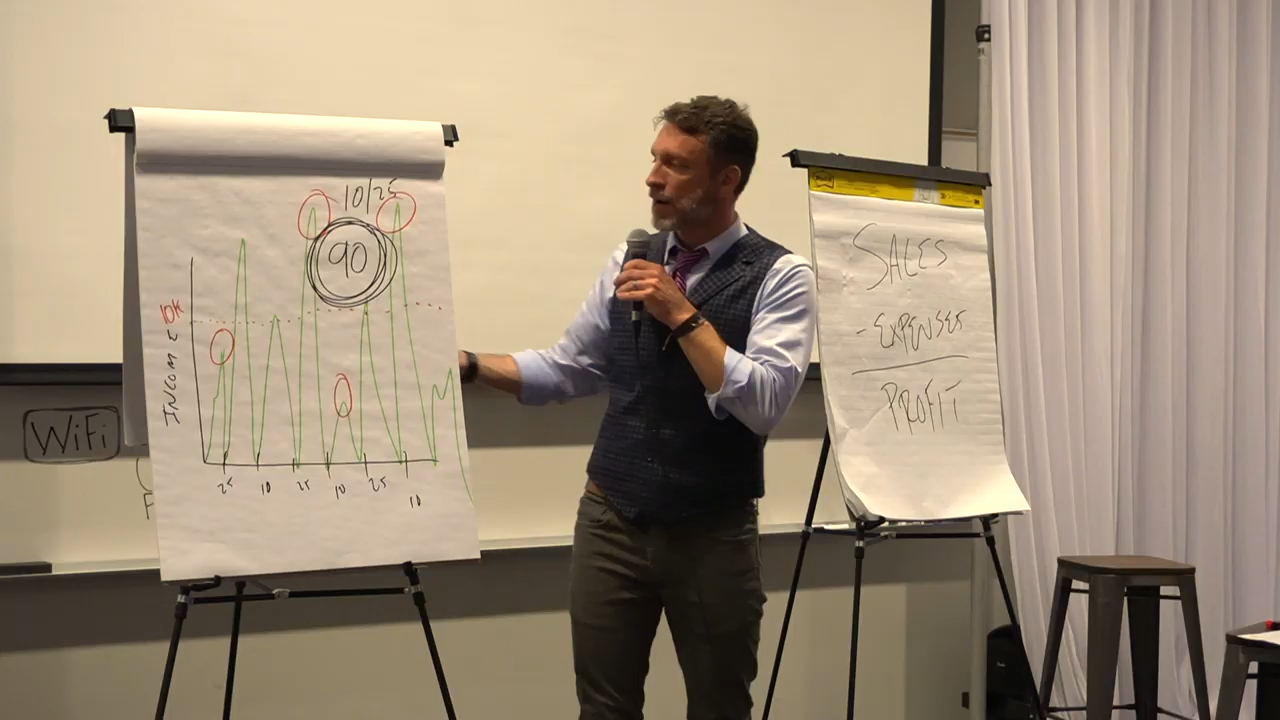 10/25
90
10K
INCOME
25 10 25 10 25 10
WiFi
F
SALES
- EXPENSES
PROFIT